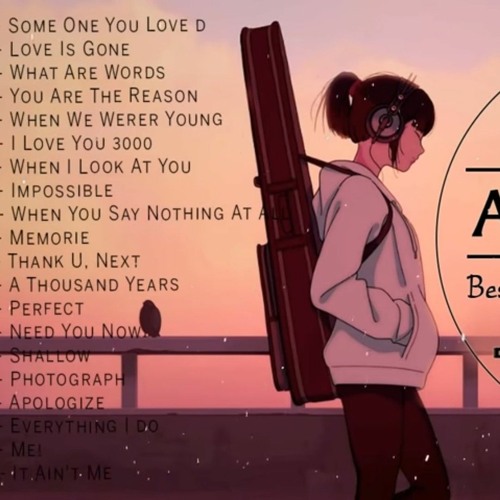 Some One You Love d
- Love Is Gone
- What Are Words
- You Are The Reason
- When We Werer Young
- I Love You 3000
- When I Look At You
- Impossible
- When You Say Nothing At All
- Memorie
Thank U, Next
- A Thousand Years
- Perfect
- Need You Now
- Shallow
- Photograph
- Apologize
- Everything I do
- Me!
- It Ain't Me
A
Bes